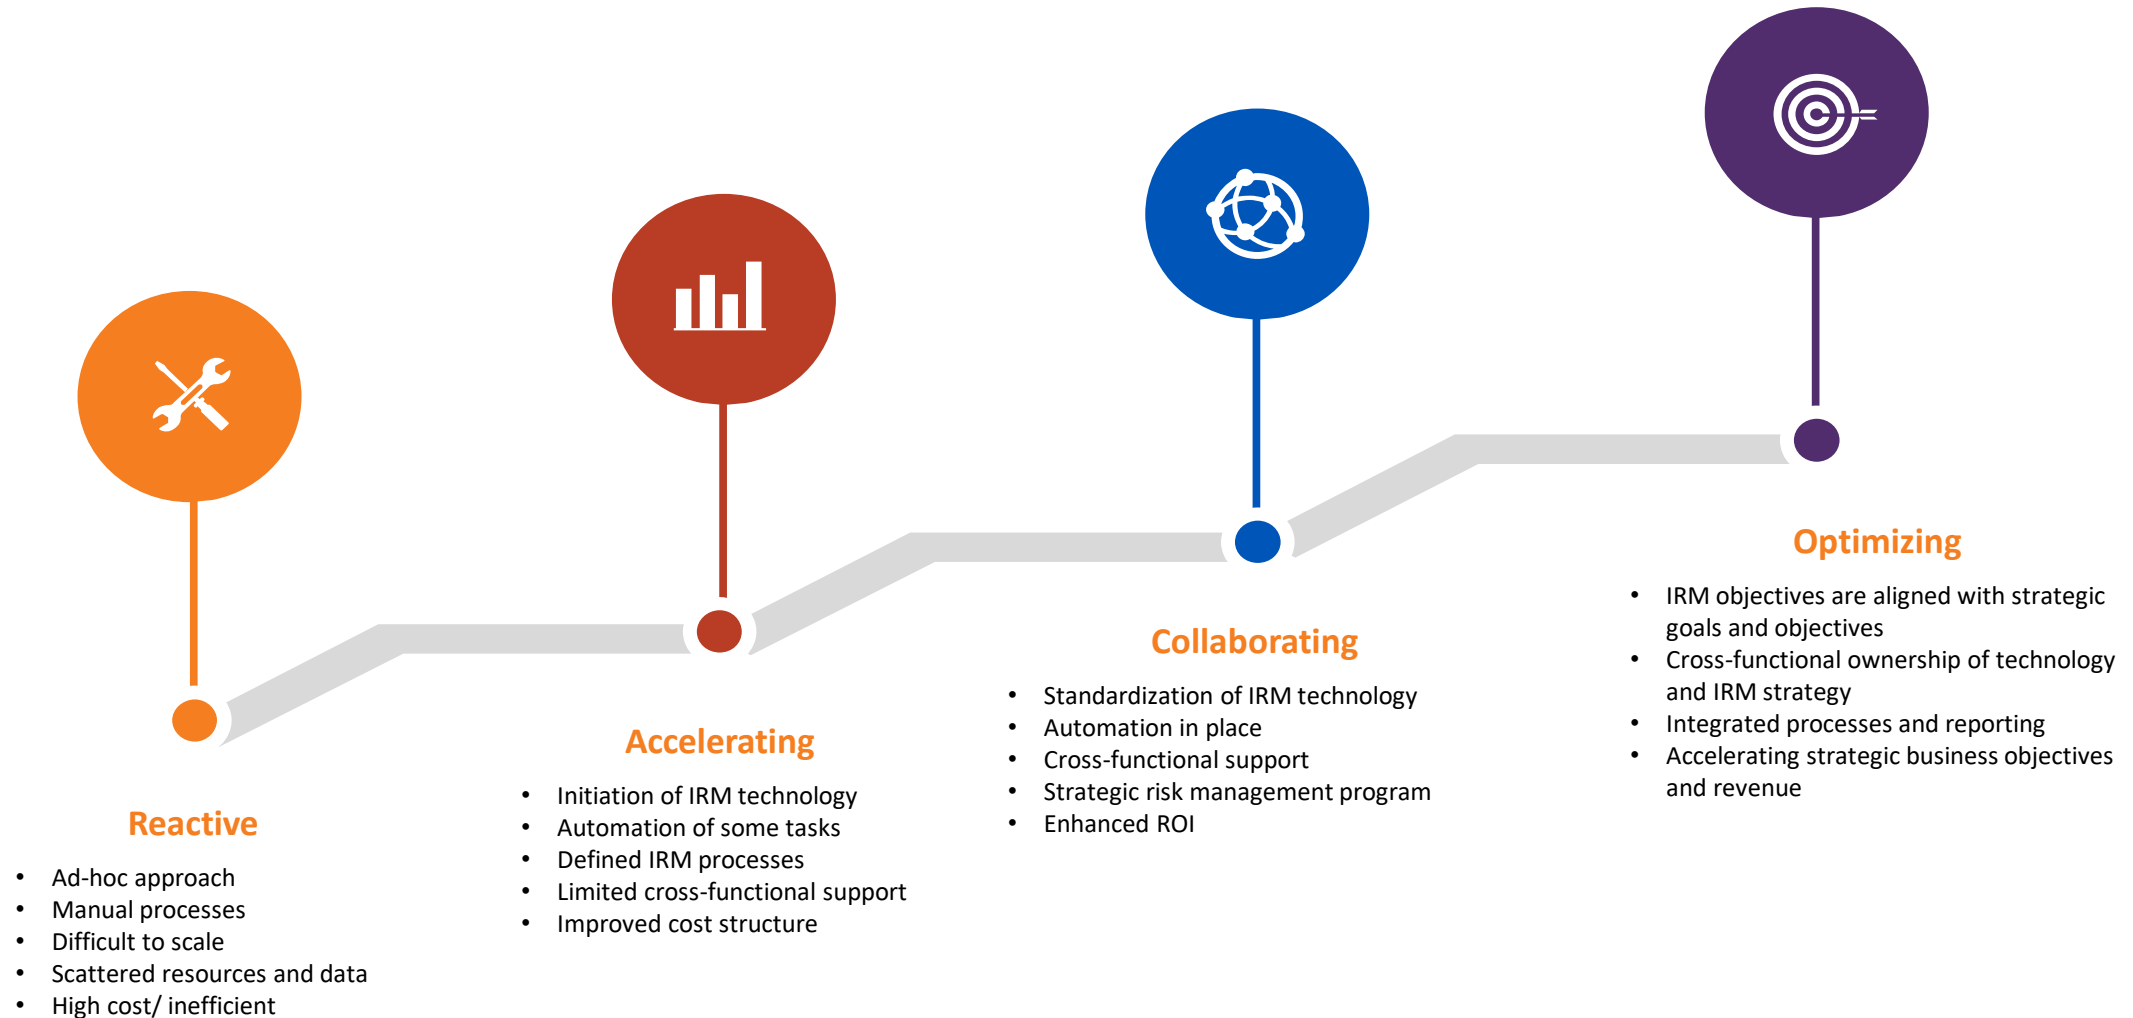 Reactive
• Ad-hoc approach
• Manual processes
• Difficult to scale
• Scattered resources and data
• High cost/ inefficient
Accelerating
• Initiation of IRM technology
• Automation of some tasks
• Defined IRM processes
• Limited cross-functional support
• Improved cost structure
Collaborating
• Standardization of IRM technology
• Automation in place
• Cross-functional support
• Strategic risk management program
• Enhanced ROI
Optimizing
• IRM objectives are aligned with strategic
goals and objectives
• Cross-functional ownership of technology
and IRM strategy
• Integrated processes and reporting
• Accelerating strategic business objectives
and revenue